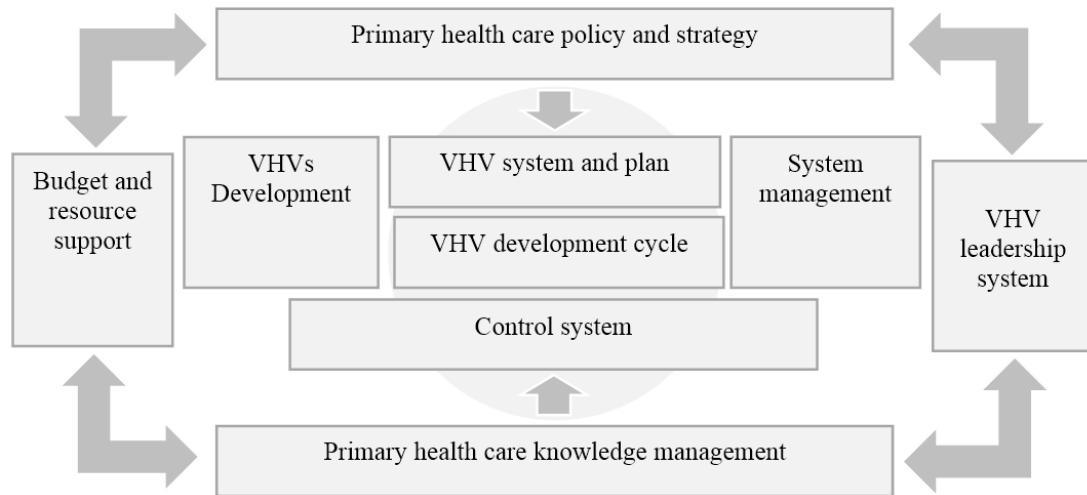 Primary health care policy and strategy
Budget and
resource
support
VHVs
Development
VHV system and plan
VHV development cycle
System
management
VHV
leadership
system
Control system
Primary health care knowledge management